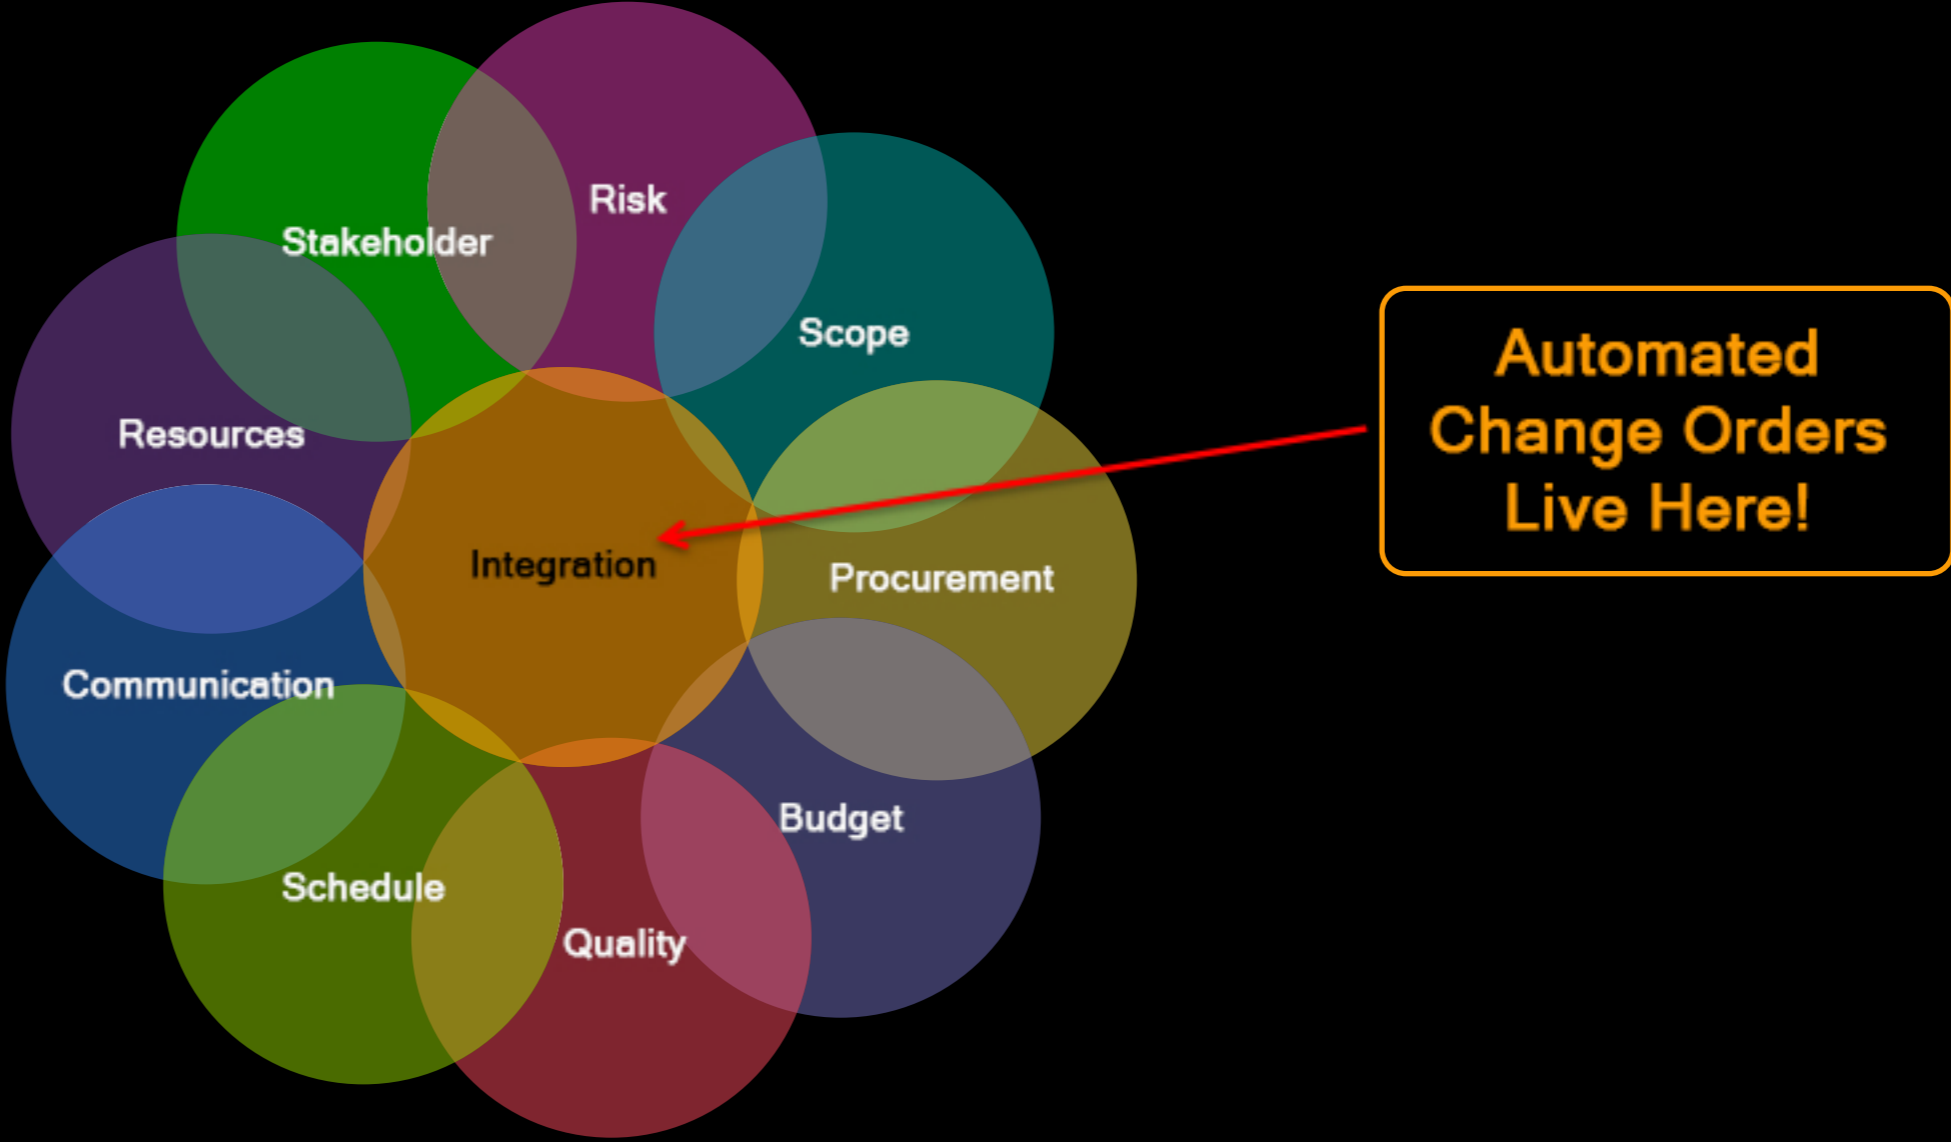 Risk
Stakeholder
Scope
Automated
Change Orders
Live Here!
Resources
Integration
Procurement
Communication
Budget
Schedule
Quality